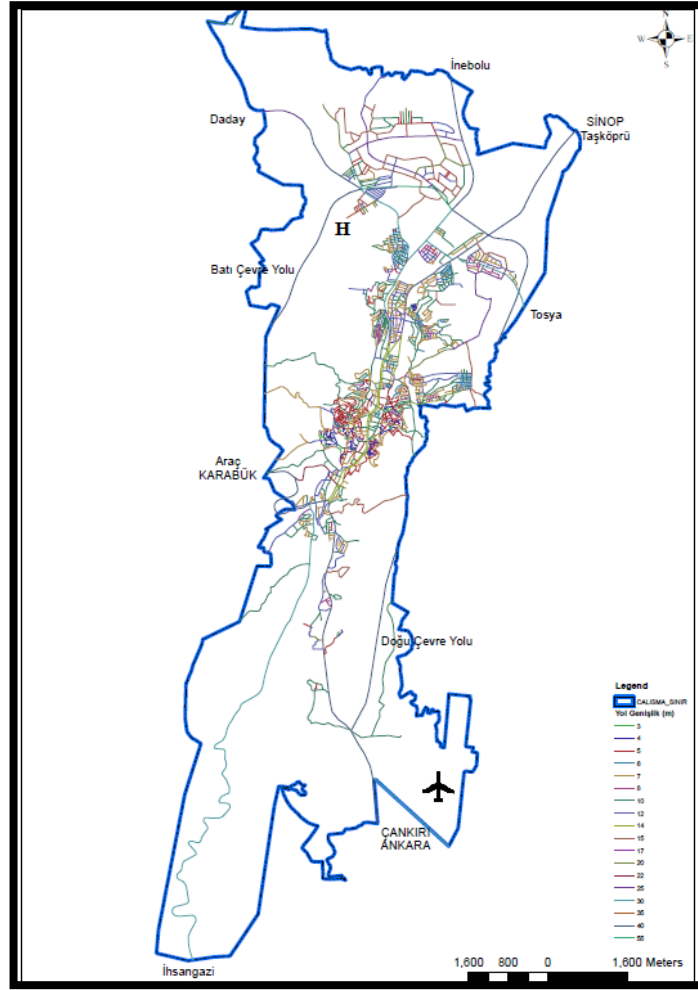 N
W E
S
İnebolu
Daday
SİNOP
Taşköprü
H
Batı Çevre Yolu
Tosya
Araç
KARABÜK
Doğu Çevre Yolu
Legend
CALISMA_SINIR
Yol Genişlik (m)
3
4
5
6
7
8
10
12
14
15
17
20
22
25
30
35
40
55
ÇANKIRI
ANKARA
İhsangazi
1,600 800 0 1,600 Meters